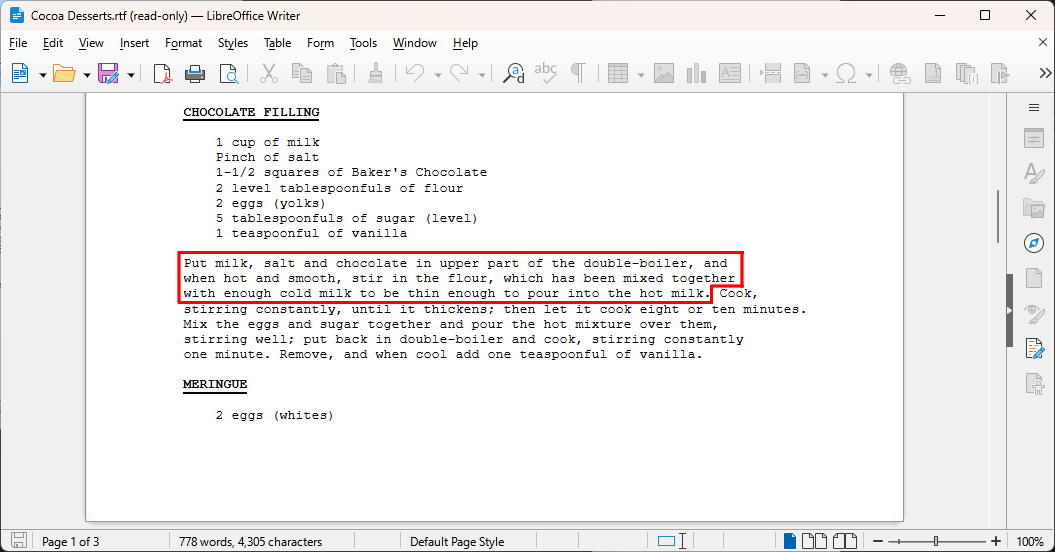 Cocoa Desserts.rtf (read-only) — LibreOffice Writer
File Edit View Insert Format Styles Table Form Tools Window Help
CHOCOLATE FILLING
1 cup of milk
Pinch of salt
1-1/2 squares of Baker's Chocolate
2 level tablespoonfuls of flour
2 eggs (yolks)
5 tablespoonfuls of sugar (level)
1 teaspoonful of vanilla
Put milk, salt and chocolate in upper part of the double-boiler, and
when hot and smooth, stir in the flour, which has been mixed together
with enough cold milk to be thin enough to pour into the hot milk. Cook,
stirring constantly, until it thickens; then let it cook eight or ten minutes.
Mix the eggs and sugar together and pour the hot mixture over them,
stirring well; put back in double-boiler and cook, stirring constantly
one minute. Remove, and when cool add one teaspoonful of vanilla.
MERINGUE
2 eggs (whites)
Page 1 of 3 778 words, 4,305 characters Default Page Style 100%